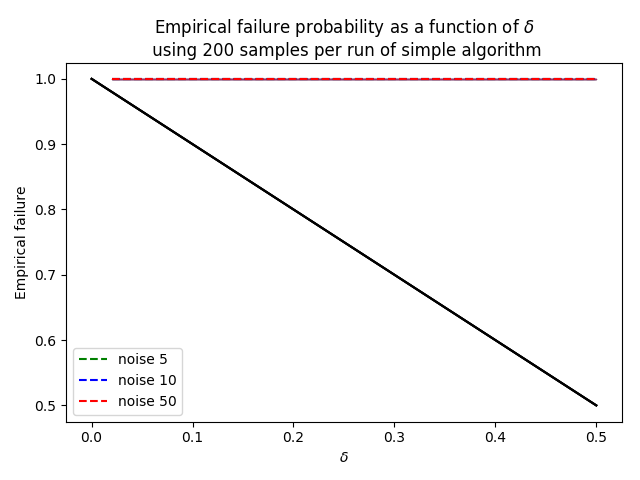 Empirical failure probability as a function of δ
using 200 samples per run of simple algorithm
Empirical failure
1.0
0.9
0.8
0.7
0.6
0.5
noise 5
noise 10
noise 50
0.0 0.1 0.2 0.3 0.4 0.5
δ